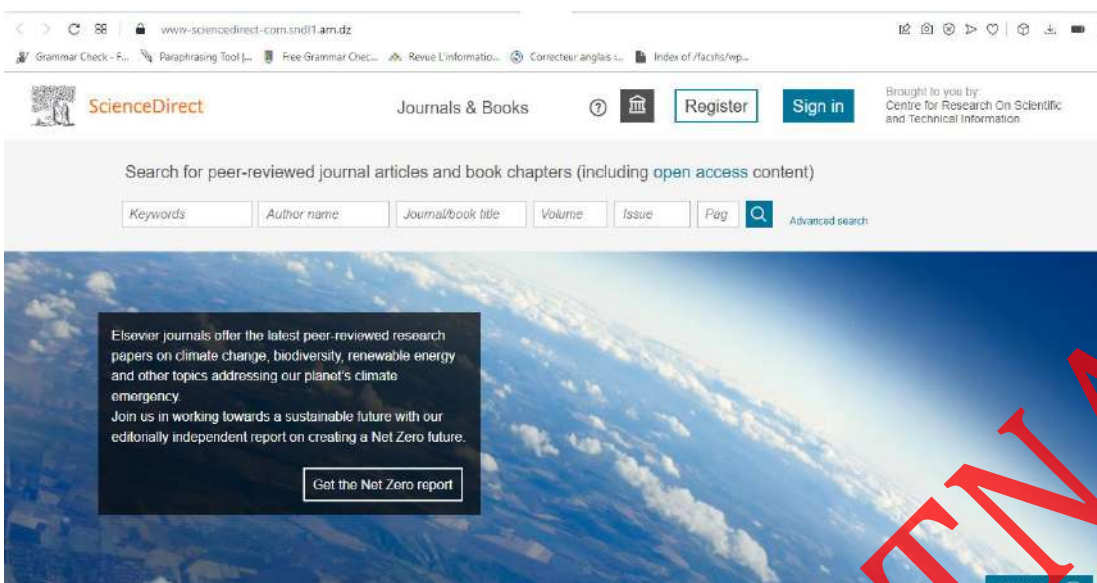 www-sciencedirect-com.sndl1.arn.dz
Grammar Check - F... Paraphrasing Tool |... Free Grammar Chec... Revue L'informatio... Correcteur anglais :... Index of /facshs/wp...
ScienceDirect
Journals & Books
Register
Sign in
Brought to you by:
Centre for Research On Scientific
and Technical Information
Search for peer-reviewed journal articles and book chapters (including open access content)
Keywords
Author name
Journal/book title
Volume
Issue
Pag
Advanced search
Elsevier journals offer the latest peer-reviewed research
papers on climate change, biodiversity, renewable energy
and other topics addressing our planet's climate
emergency.
Join us in working towards a sustainable future with our
editorially independent report on creating a Net Zero future.
Get the Net Zero report
TN